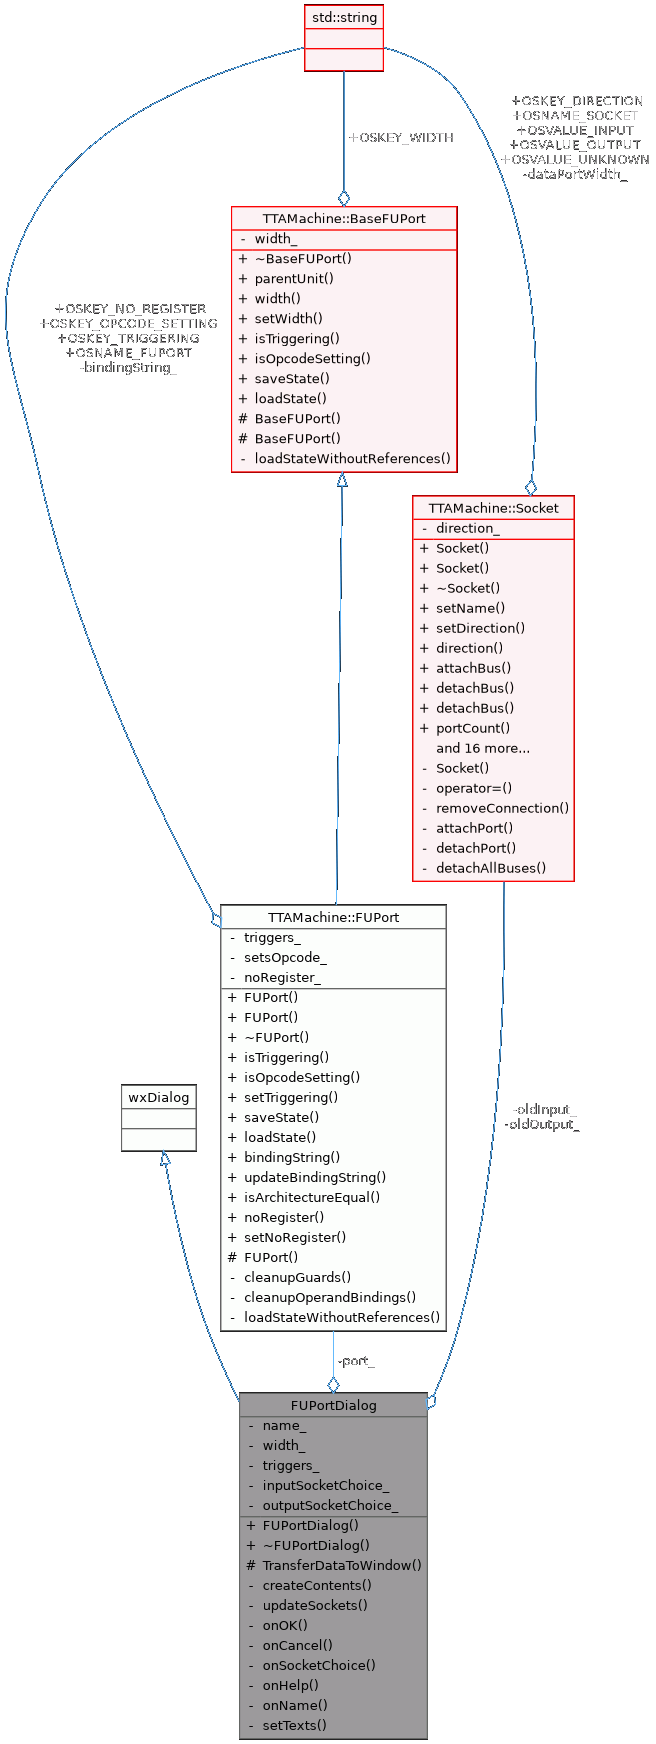 std::string
+OSKEY_DIRECTION
+OSNAME_SOCKET
+OSVALUE_INPUT
+OSVALUE_OUTPUT
+OSVALUE_UNKNOWN
-dataPortWidth_
+OSKEY_WIDTH
TTAMachine::BaseFUPort
- width_
+ ~BaseFUPort()
+ parentUnit()
+ width()
+ setWidth()
+ isTriggering()
+ isOpcodeSetting()
+ saveState()
+ loadState()
# BaseFUPort()
# BaseFUPort()
- loadStateWithoutReferences()
+OSKEY_NO_REGISTER
+OSKEY_OPCODE_SETTING
+OSKEY_TRIGGERING
+OSNAME_FUPORT
-bindingString_
TTAMachine::Socket
- direction_
+ Socket()
+ Socket()
+ ~Socket()
+ setName()
+ setDirection()
+ direction()
+ attachBus()
+ detachBus()
+ detachBus()
+ portCount()
and 16 more...
- Socket()
- operator=()
- removeConnection()
- attachPort()
- detachPort()
- detachAllBuses()
TTAMachine::FUPort
- triggers_
- setsOpcode_
- noRegister_
+ FUPort()
+ FUPort()
+ ~FUPort()
+ isTriggering()
+ isOpcodeSetting()
+ setTriggering()
+ saveState()
+ loadState()
+ bindingString()
+ updateBindingString()
+ isArchitectureEqual()
+ noRegister()
+ setNoRegister()
# FUPort()
- cleanupGuards()
- cleanupOperandBindings()
- loadStateWithoutReferences()
wxDialog
-oldInput_
-oldOutput_
-port_
FUPortDialog
- name_
- width_
- triggers_
- inputSocketChoice_
- outputSocketChoice_
+ FUPortDialog()
+ ~FUPortDialog()
# TransferDataToWindow()
- createContents()
- updateSockets()
- onOK()
- onCancel()
- onSocketChoice()
- onHelp()
- onName()
- setTexts()